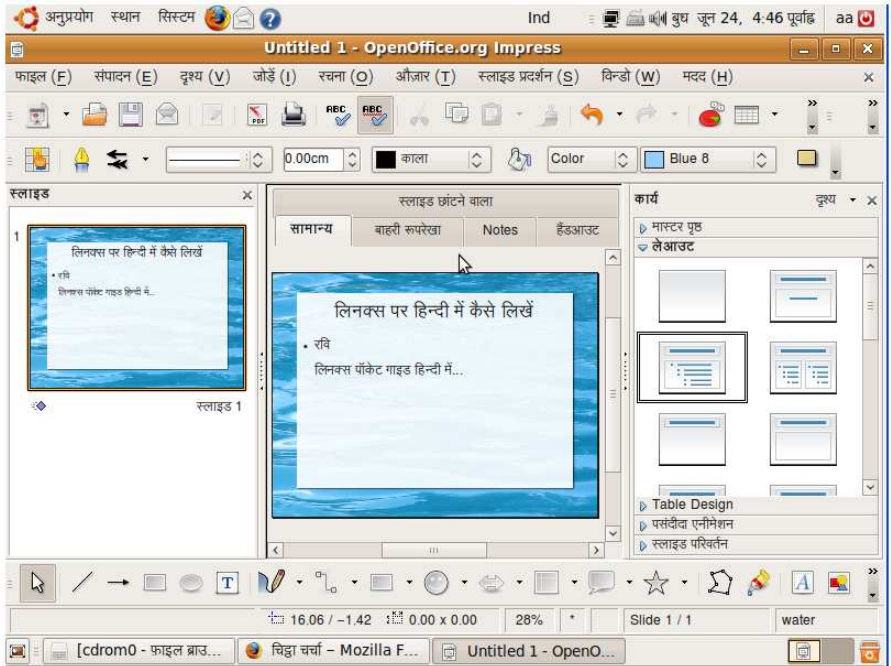 अनुप्रयोग स्थान सिस्टम Ind बुध जून 24, 4:46 पूर्वाह्न aa
Untitled 1 - OpenOffice.org Impress
फाइल (F) संपादन (E) दृश्य (V) जोड़ें (I) रचना (O) औज़ार (T) स्लाइड प्रदर्शन (S) विन्डो (W) मदद (H)
PDF ABC ABC
0.00cm काला Color Blue 8
स्लाइड
1
लिनक्स पर हिन्दी में कैसे लिखें
• रवि
लिनक्स पॉकेट गाइड हिन्दी में...
स्लाइड 1
स्लाइड छांटने वाला
सामान्य बाहरी रूपरेखा Notes हैंडआउट
लिनक्स पर हिन्दी में कैसे लिखें
• रवि
लिनक्स पॉकेट गाइड हिन्दी में...
कार्य दृश्य
मास्टर पृष्ठ
लेआउट
Table Design
पसंदीदा एनीमेशन
स्लाइड परिवर्तन
T A
16.06 / -1.42 0.00 x 0.00 28% * Slide 1 / 1 water
[cdrom0 - फ़ाइल ब्राउ... चिट्ठा चर्चा - Mozilla F... Untitled 1 - OpenO...